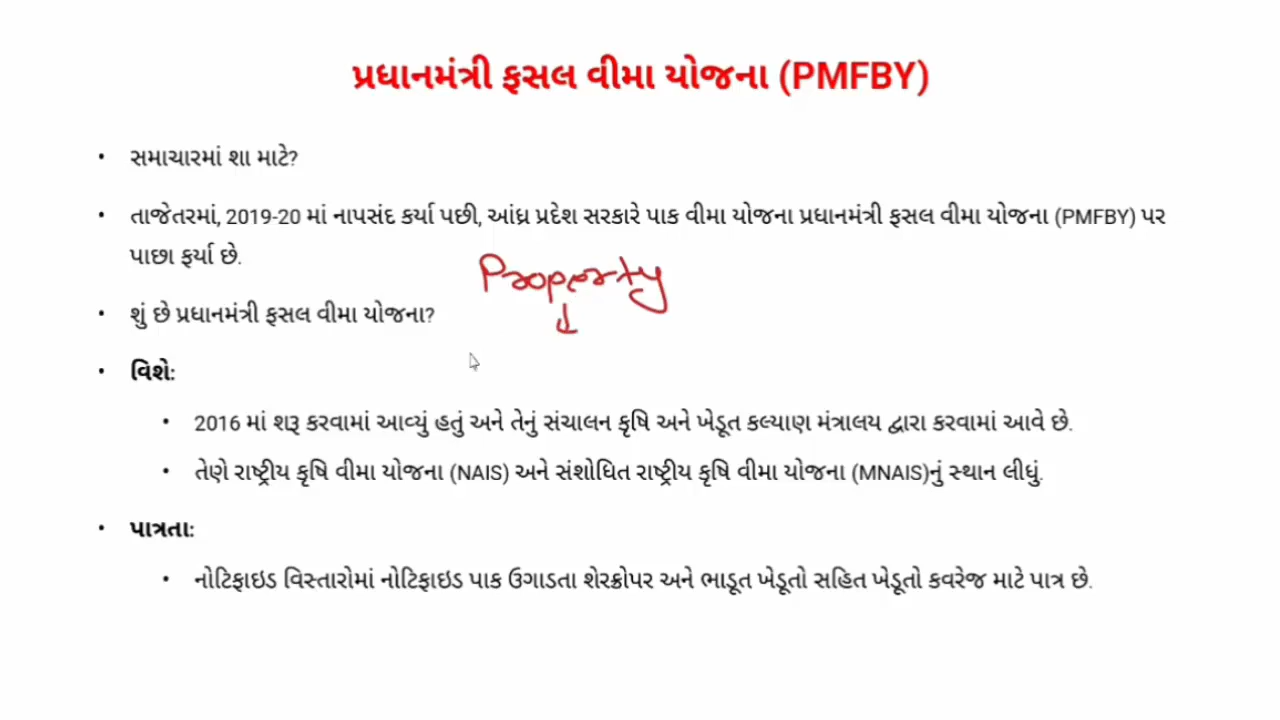 પ્રધાનમંત્રી ફસલ વીમા યોજના (PMFBY)
• સમાચારમાં શા માટે?
• તાજેતરમાં, 2019-20 માં નાપસંદ કર્યા પછી, આંધ્ર પ્રદેશ સરકારે પાક વીમા યોજના પ્રધાનમંત્રી ફસલ વીમા યોજના (PMFBY) પર
પાછા ફર્યા છે.
Property
• શું છે પ્રધાનમંત્રી ફસલ વીમા યોજના?
• વિશે:
• 2016 માં શરૂ કરવામાં આવ્યું હતું અને તેનું સંચાલન કૃષિ અને ખેડૂત કલ્યાણ મંત્રાલય દ્વારા કરવામાં આવે છે.
• તેણે રાષ્ટ્રીય કૃષિ વીમા યોજના (NAIS) અને સંશોધિત રાષ્ટ્રીય કૃષિ વીમા યોજના (MNAIS)નું સ્થાન લીધું.
• પાત્રતા:
• નોટિફાઇડ વિસ્તારોમાં નોટિફાઇડ પાક ઉગાડતા શેરક્રોપર અને ભાડૂત ખેડૂતો સહિત ખેડૂતો કવરેજ માટે પાત્ર છે.